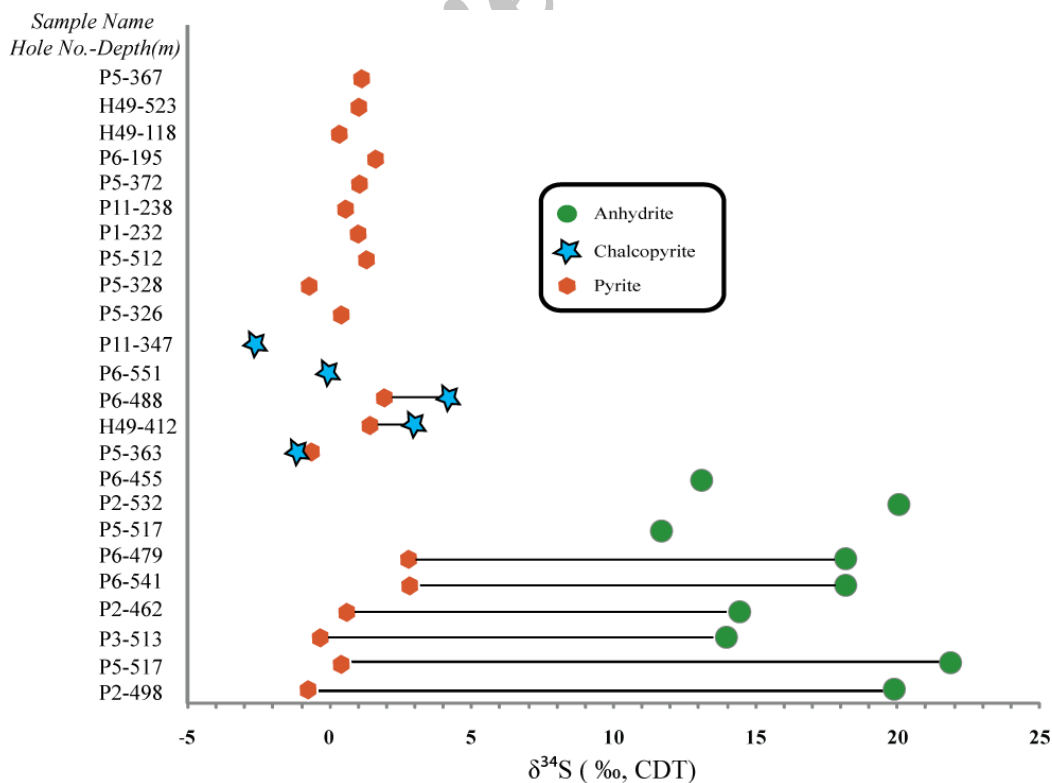 Sample Name
Hole No.-Depth(m)
P5-367
H49-523
H49-118
P6-195
P5-372
P11-238
P1-232
P5-512
P5-328
P5-326
P11-347
P6-551
P6-488
H49-412
P5-363
P6-455
P2-532
P5-517
P6-479
P6-541
P2-462
P3-513
P5-517
P2-498
Anhydrite
Chalcopyrite
Pyrite
-5 0 5 10 15 20 25
δ³⁴S ( ‰, CDT)